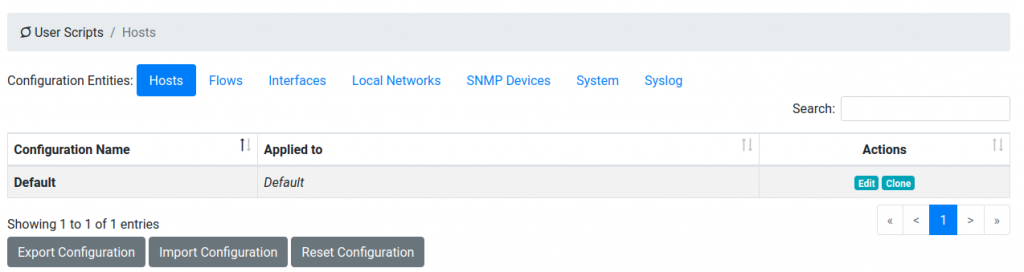 User Scripts / Hosts
Configuration Entities: Hosts Flows Interfaces Local Networks SNMP Devices System Syslog
Search:
Configuration Name Applied to Actions
Default Default Edit Clone
Showing 1 to 1 of 1 entries
« < 1 > »
Export Configuration Import Configuration Reset Configuration